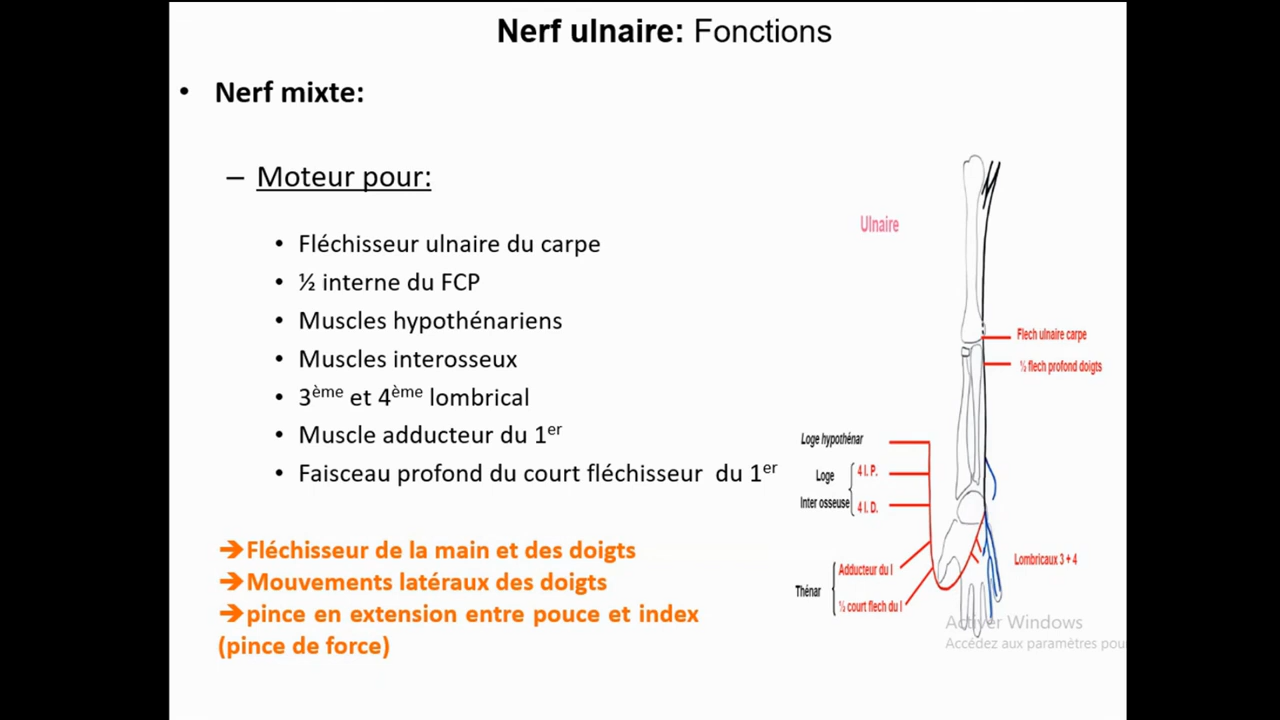 Nerf ulnaire: Fonctions
• Nerf mixte:
– Moteur pour:
• Fléchisseur ulnaire du carpe
• ½ interne du FCP
• Muscles hypothénariens
• Muscles interosseux
• 3ème et 4ème lombrical
• Muscle adducteur du 1er
• Faisceau profond du court fléchisseur du 1er
→Fléchisseur de la main et des doigts
→Mouvements latéraux des doigts
→pince en extension entre pouce et index
(pince de force)
Ulnaire
Flech ulnaire carpe
½ flech profond doigts
Loge hypothénar
Loge
Inter osseuse
4 I. P.
4 I. D.
Lombricaux 3 + 4
Thénar
Adducteur du I
½ court flech du I
Activer Windows
Accédez aux paramètres pou